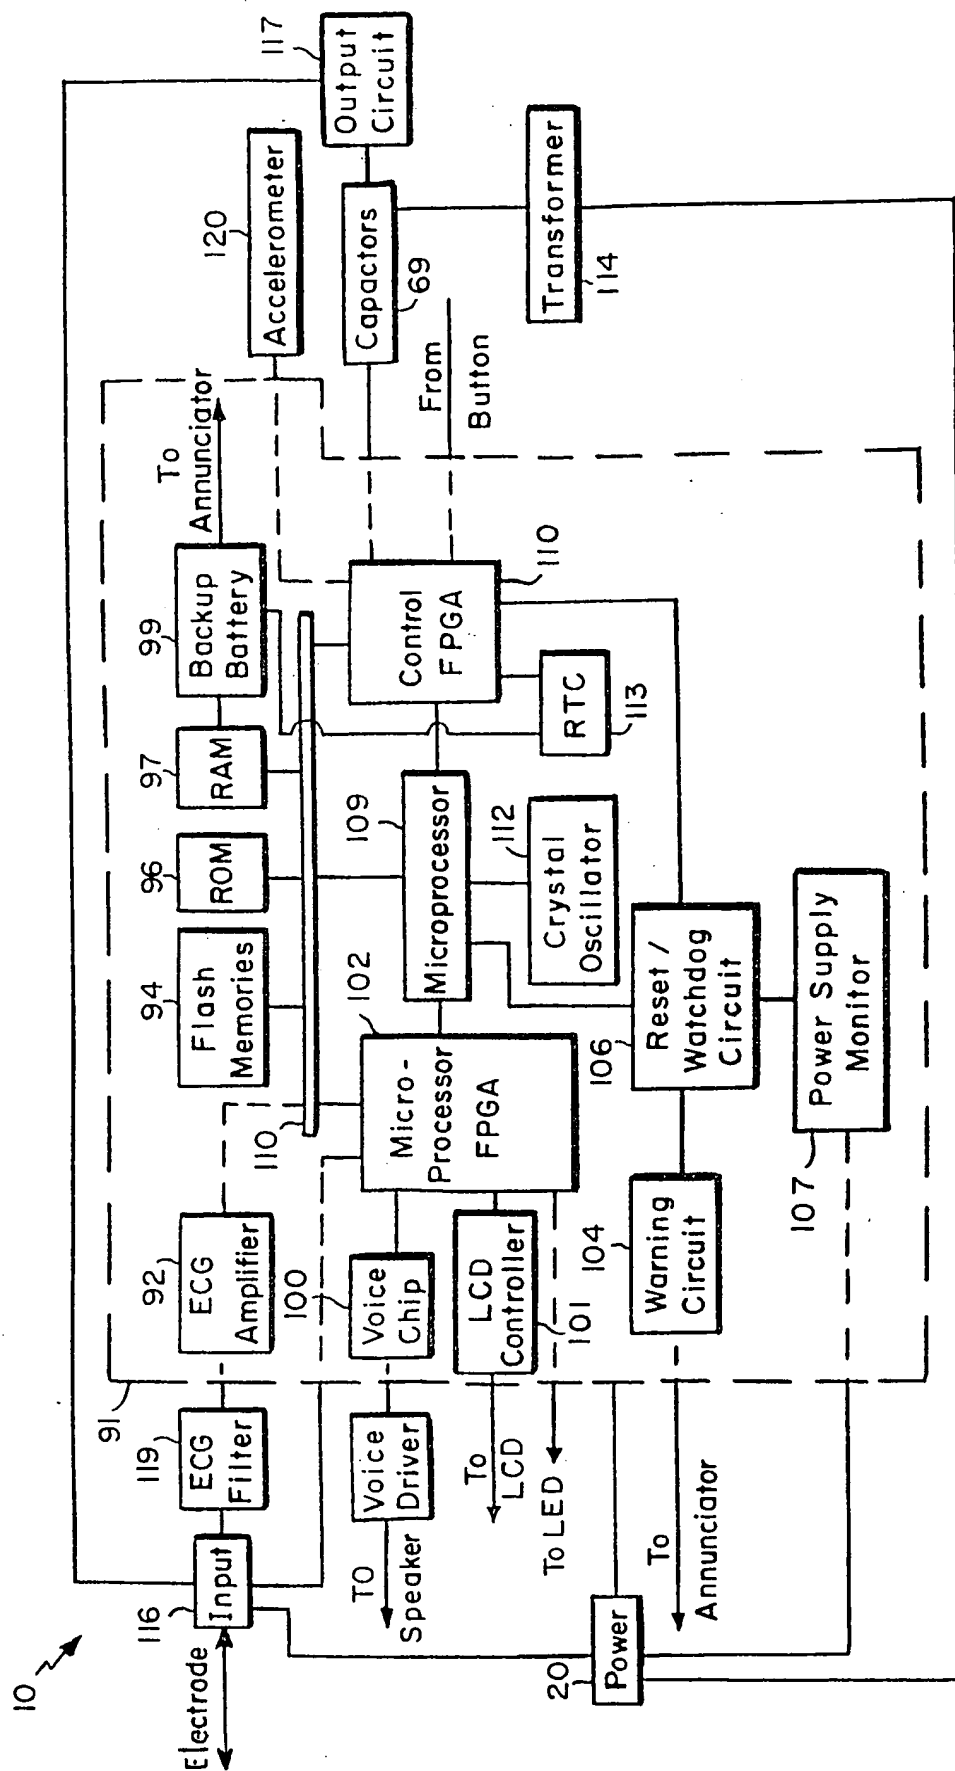 10
Electrode
116
Input
119
ECG
Filter
91
92
ECG
Amplifier
94
Flash
Memories
96
ROM
97
RAM
99
Backup
Battery
To
Annunciator
120
Accelerometer
117
Output
Circuit
110
100
Voice
Chip
Voice
Driver
TO
Speaker
102
Micro-
Processor
FPGA
109
Microprocessor
Control
FPGA
110
Capactors
69
From
Button
To
LCD
LCD
Controller
101
To LED
112
Crystal
Oscillator
RTC
113
Transformer
114
20
Power
To
Annunciator
104
Warning
Circuit
106
Reset /
Watchdog
Circuit
107
Power Supply
Monitor